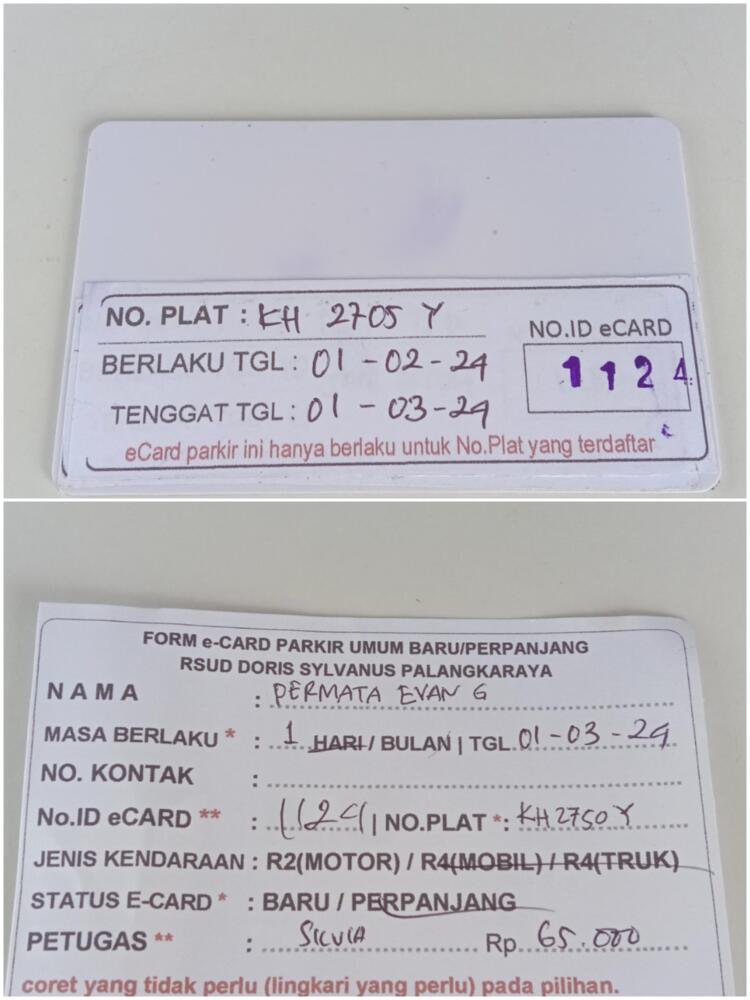 NO. PLAT : KH 2705 Y
BERLAKU TGL : 01-02-24
TENGGAT TGL : 01-03-24
NO.ID eCARD
1124
eCard parkir ini hanya berlaku untuk No.Plat yang terdaftar
FORM e-CARD PARKIR UMUM BARU/PERPANJANG
RSUD DORIS SYLVANUS PALANGKARAYA
NAMA : PERMATA EVAN G
MASA BERLAKU * : 1 HARI / BULAN | TGL. 01-03-24
NO. KONTAK :
No.ID eCARD ** : 1124 | NO.PLAT *: KH 2750 Y
JENIS KENDARAAN : R2(MOTOR) / R4(MOBIL) / R4(TRUK)
STATUS E-CARD * : BARU / PERPANJANG
PETUGAS ** : SILVIA Rp. 65.000
coret yang tidak perlu (lingkari yang perlu) pada pilihan.